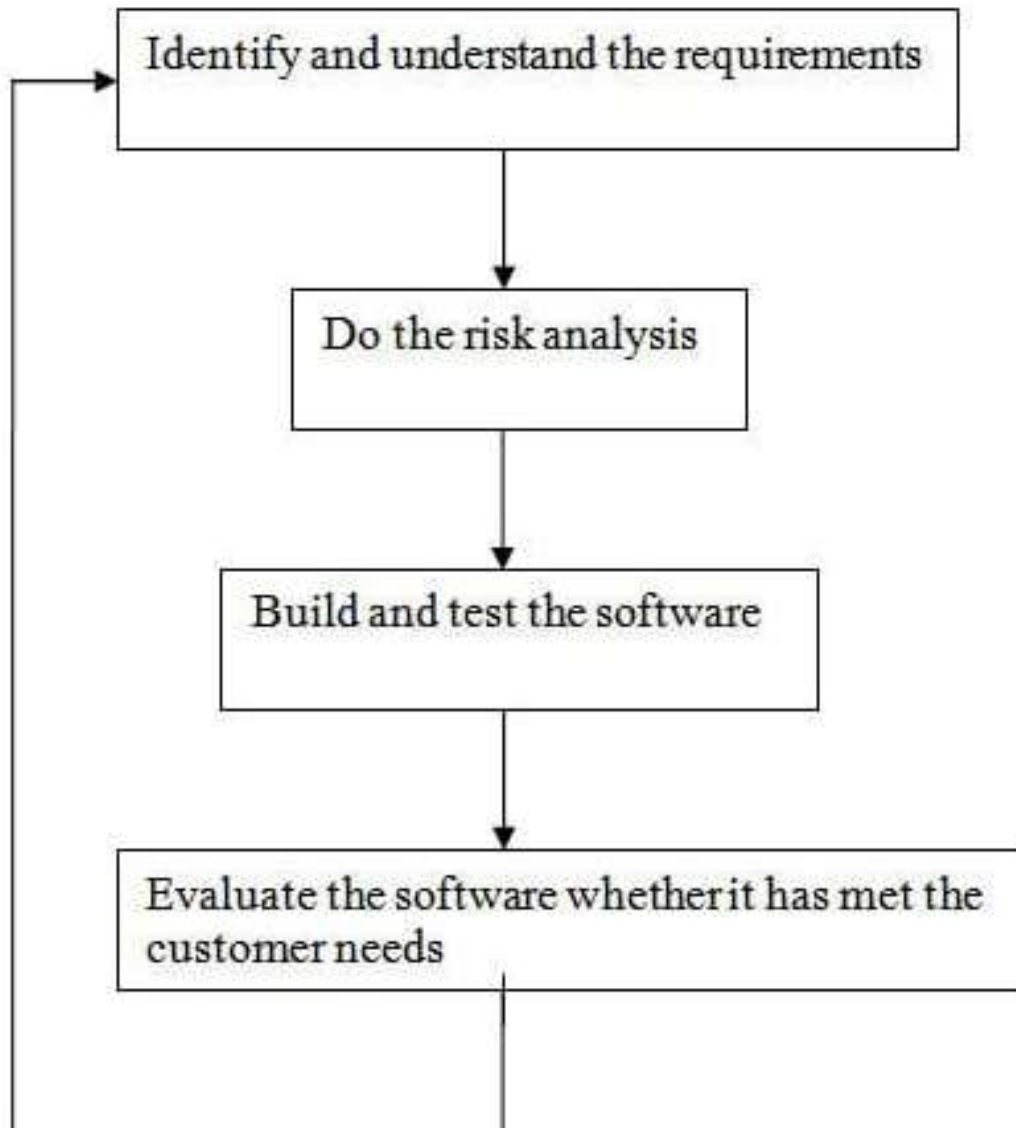 Identify and understand the requirements
Do the risk analysis
Build and test the software
Evaluate the software whether it has met the
customer needs